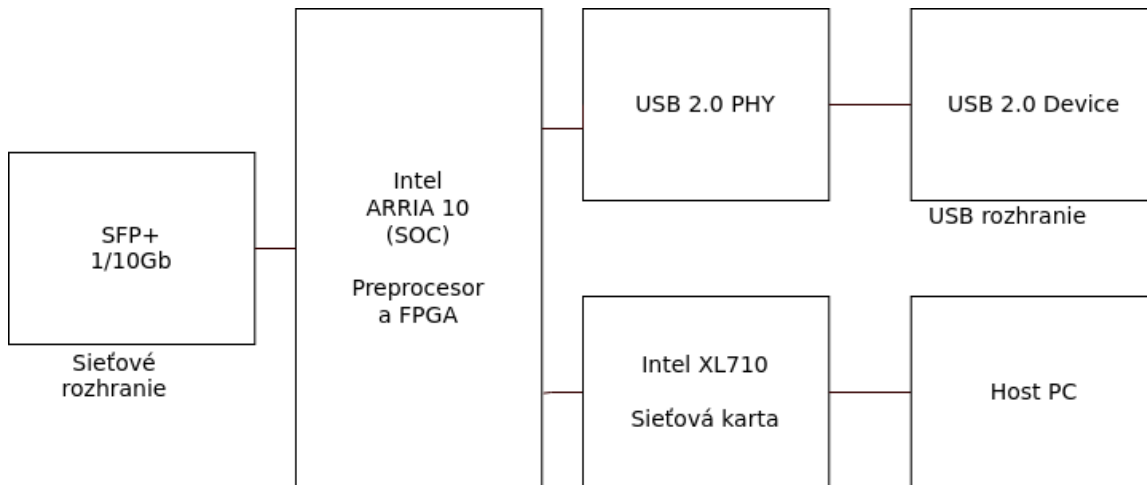 SFP+
1/10Gb
Sieťové
rozhranie
Intel
ARRIA 10
(SOC)
Preprocesor
a FPGA
USB 2.0 PHY
USB 2.0 Device
USB rozhranie
Intel XL710
Sieťová karta
Host PC